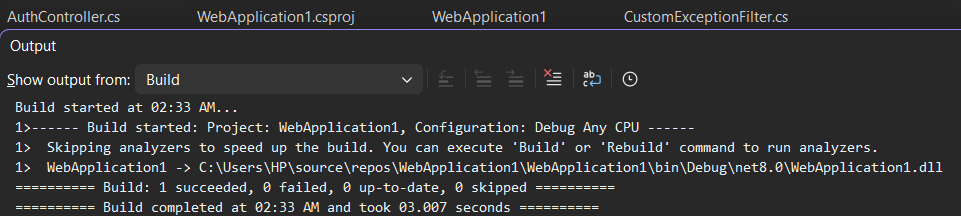 AuthController.cs WebApplication1.csproj WebApplication1 CustomExceptionFilter.cs
Output
Show output from: Build
Build started at 02:33 AM...
1>------ Build started: Project: WebApplication1, Configuration: Debug Any CPU ------
1>  Skipping analyzers to speed up the build. You can execute 'Build' or 'Rebuild' command to run analyzers.
1>  WebApplication1 -> C:\Users\HP\source\repos\WebApplication1\WebApplication1\bin\Debug\net8.0\WebApplication1.dll
========== Build: 1 succeeded, 0 failed, 0 up-to-date, 0 skipped ==========
========== Build completed at 02:33 AM and took 03.007 seconds ==========